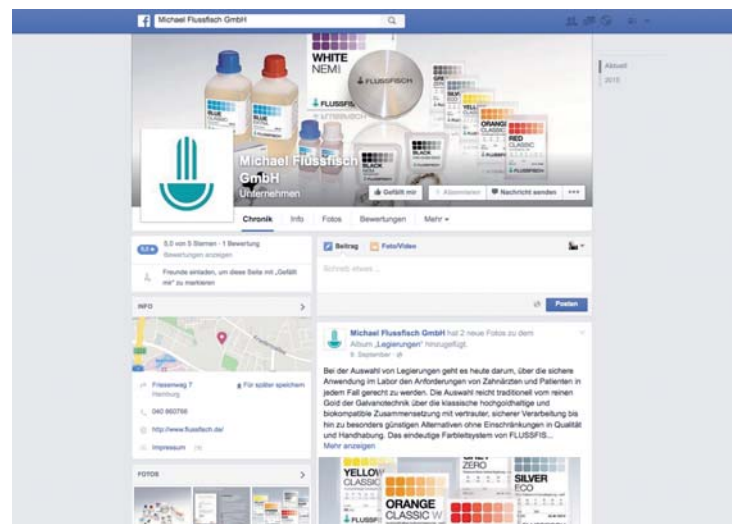 Michael Flussfisch GmbH
WHITE
NEM
FLUSSFISCH
BLUE
BLUE
BLACK
BLACK
YELLOW
ORANGE
CLASSIC
RED
CLASSIC
Michael Flussfisch
GmbH
Unternehmen
Gefällt mir
Abonnieren
Nachricht senden
Aktuell
2010
Chronik Info Fotos Bewertungen Mehr
5,0 von 5 Sternen · 1 Bewertung
Bewertungen anzeigen
Freunde einladen, um diese Seite mit „Gefällt
mir“ zu markieren
INFO
Friesenweg 7
Hamburg
Für später speichern
040 860766
http://www.flussfisch.de/
Impressum
FOTOS
Beitrag Foto/Video
Schreib etwas ...
Posten
Michael Flussfisch GmbH hat 2 neue Fotos zu dem
Album „Legierungen“ hinzugefügt.
9. September
Bei der Auswahl von Legierungen geht es heute darum, über die sichere
Anwendung im Labor den Anforderungen von Zahnärzten und Patienten in
jedem Fall gerecht zu werden. Die Auswahl reicht traditionell vom reinen
Gold der Galvanotechnik über die klassische hochgoldhaltige und
biokompatible Zusammensetzung mit vertrauter, sicherer Verarbeitung bis
hin zu besonders günstigen Alternativen ohne Einschränkungen in Qualität
und Handhabung. Das eindeutige Farbleitsystem von FLUSSFIS...
Mehr anzeigen
YELLOW
CLASSIC
ORANGE
CLASSIC W
ZERO
SILVER
ECO